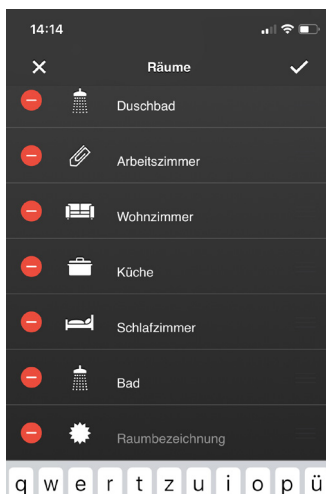 14:14
Räume
Duschbad
Arbeitszimmer
Wohnzimmer
Küche
Schlafzimmer
Bad
Raumbezeichnung
q w e r t z u i o p ü